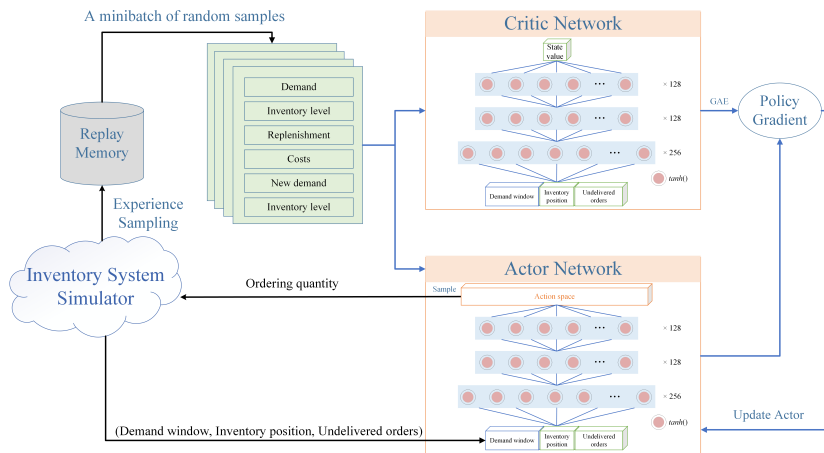 A minibatch of random samples
Replay
Memory
Experience
Sampling
Inventory System
Simulator
Demand
Inventory level
Replenishment
Costs
New demand
Inventory level
Critic Network
State
value
··· × 128
··· × 128
··· × 256
tanh()
Demand window
Inventory
position
Undelivered
orders
GAE
Policy
Gradient
Actor Network
Ordering quantity
Sample
Action space
··· × 128
··· × 128
··· × 256
tanh()
Demand window
Inventory
position
Undelivered
orders
(Demand window, Inventory position, Undelivered orders)
Update Actor